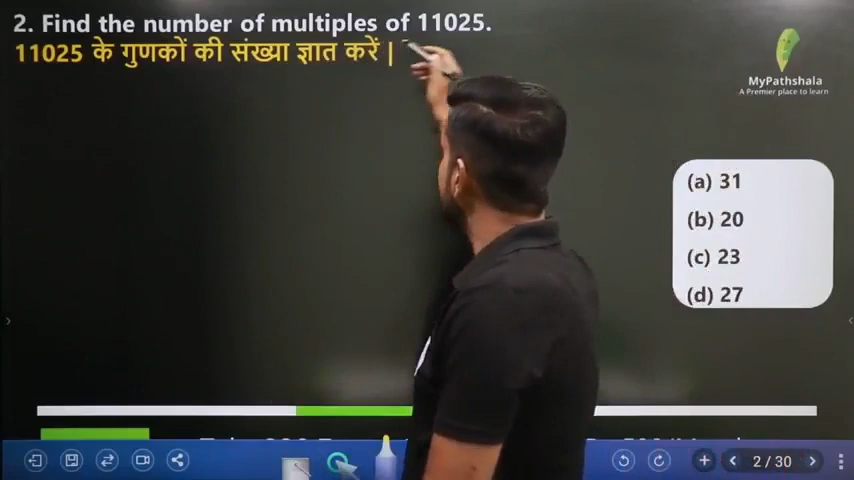 2. Find the number of multiples of 11025.
11025 के गुणकों की संख्या ज्ञात करें |
MyPathshala
A Premier place to learn
(a) 31
(b) 20
(c) 23
(d) 27
2 / 30